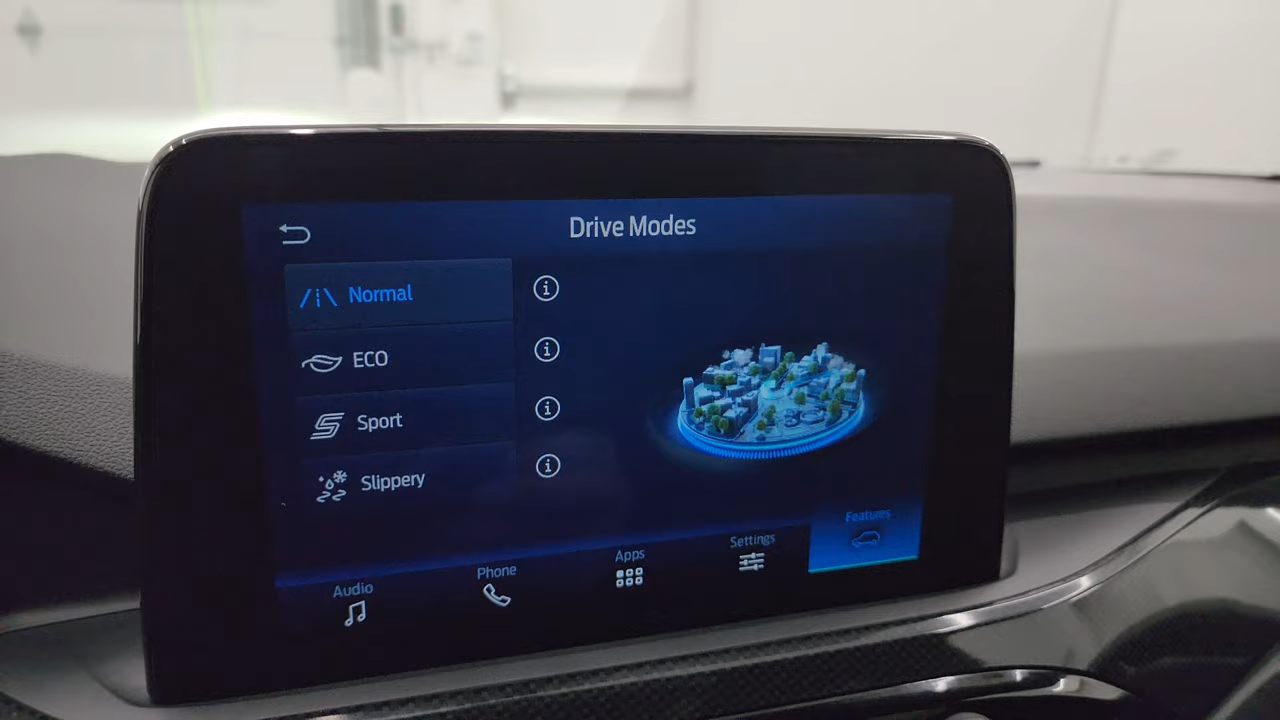 Drive Modes
Normal
ECO
Sport
Slippery
Audio
Phone
Apps
Settings
Features